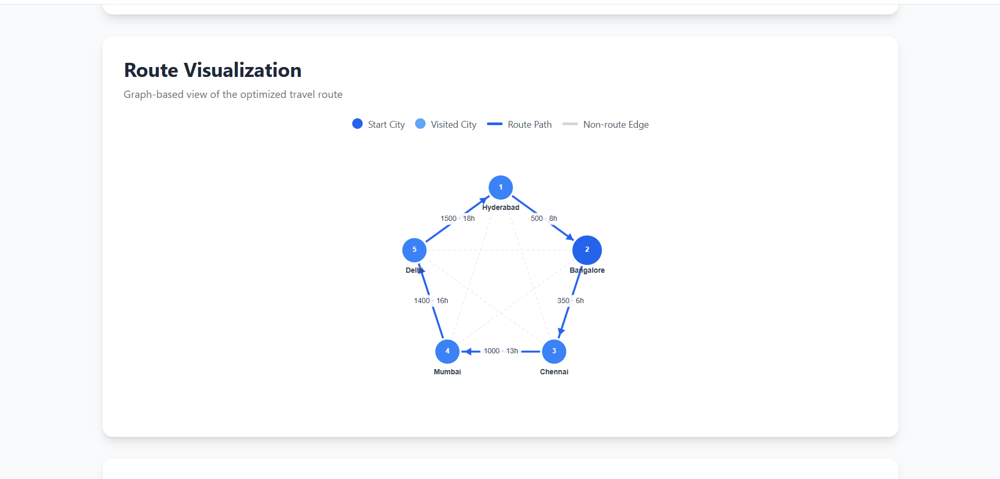 Route Visualization
Graph-based view of the optimized travel route
Start City
Visited City
Route Path
Non-route Edge
1
Hyderabad
1500 · 18h
500 · 8h
5
2
Delhi
Bangalore
1400 · 16h
350 · 6h
4
1000 · 13h
3
Mumbai
Chennai